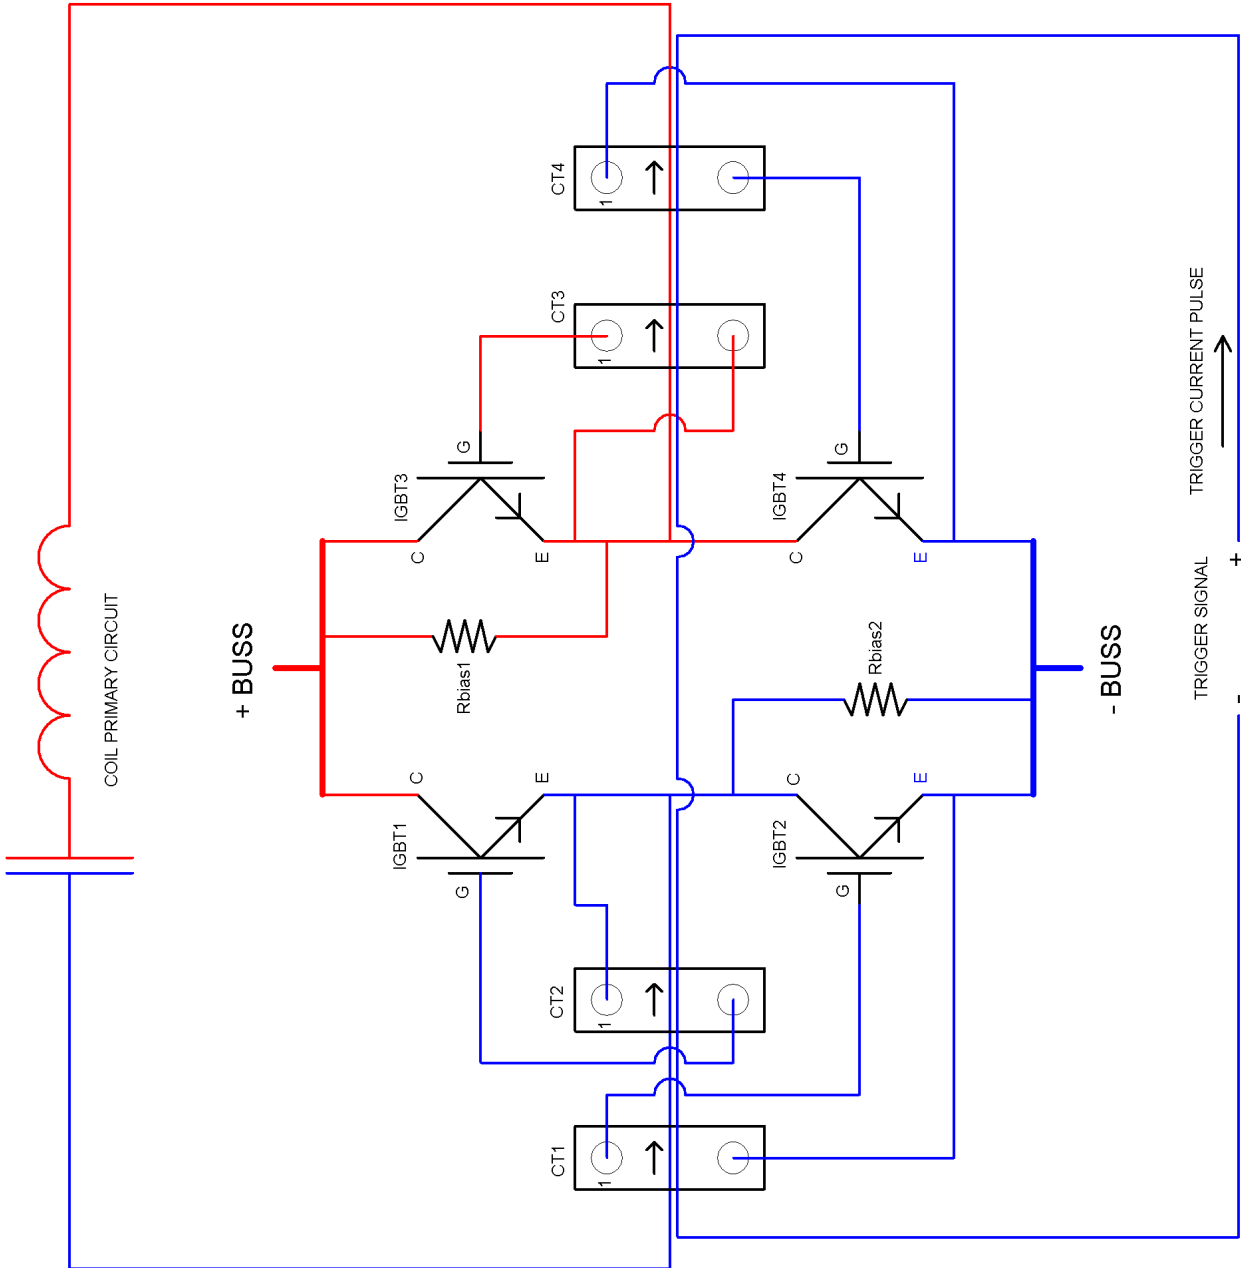 COIL PRIMARY CIRCUIT
+ BUSS
IGBT1
C
G
E
IGBT3
C
G
E
Rbias1
CT1
1
CT2
1
CT3
1
CT4
1
IGBT2
C
G
E
IGBT4
C
G
E
Rbias2
- BUSS
TRIGGER SIGNAL
- +
TRIGGER CURRENT PULSE